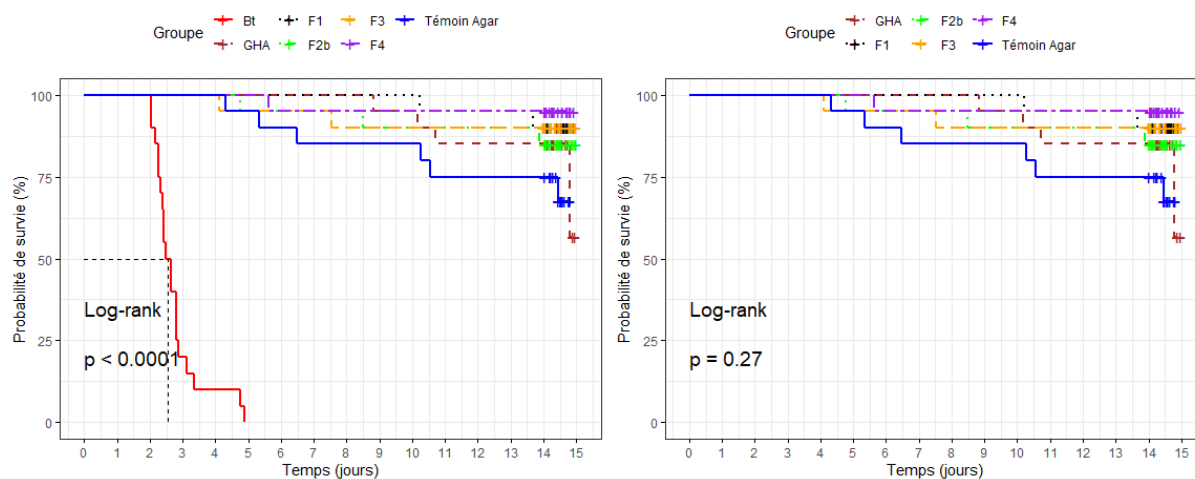 Groupe
Bt
F1
F3
Témoin Agar
GHA
F2b
F4
Probabilité de survie (%)
100
75
50
25
0
Log-rank
p < 0.0001
0 1 2 3 4 5 6 7 8 9 10 11 12 13 14 15
Temps (jours)
Groupe
GHA
F2b
F4
F1
F3
Témoin Agar
Probabilité de survie (%)
100
75
50
25
0
Log-rank
p = 0.27
0 1 2 3 4 5 6 7 8 9 10 11 12 13 14 15
Temps (jours)